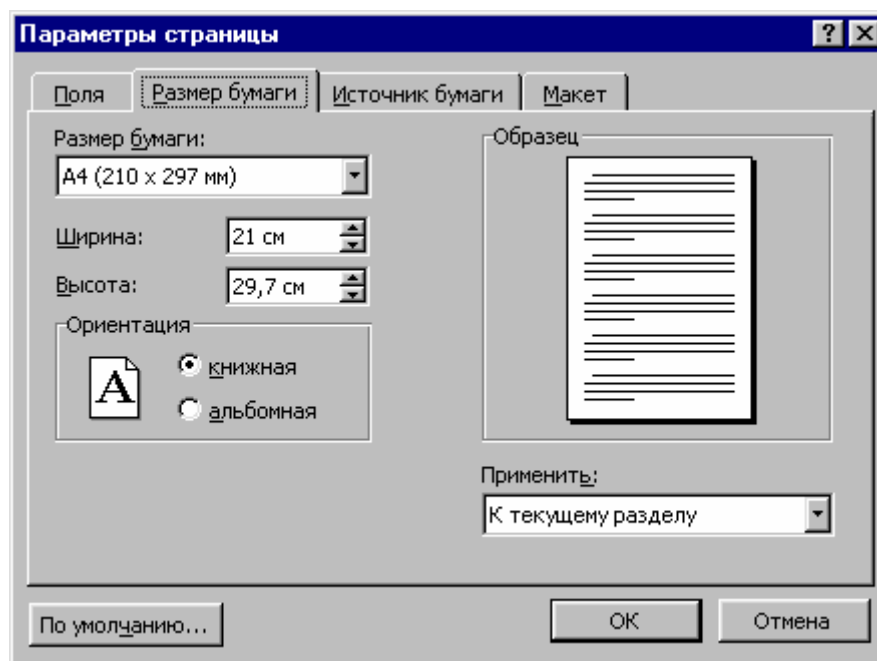 Параметры страницы
Поля Размер бумаги Источник бумаги Макет
Размер бумаги:
A4 (210 x 297 мм)
Ширина: 21 см
Высота: 29,7 см
Ориентация
A
книжная
альбомная
Образец
Применить:
К текущему разделу
По умолчанию... ОК Отмена